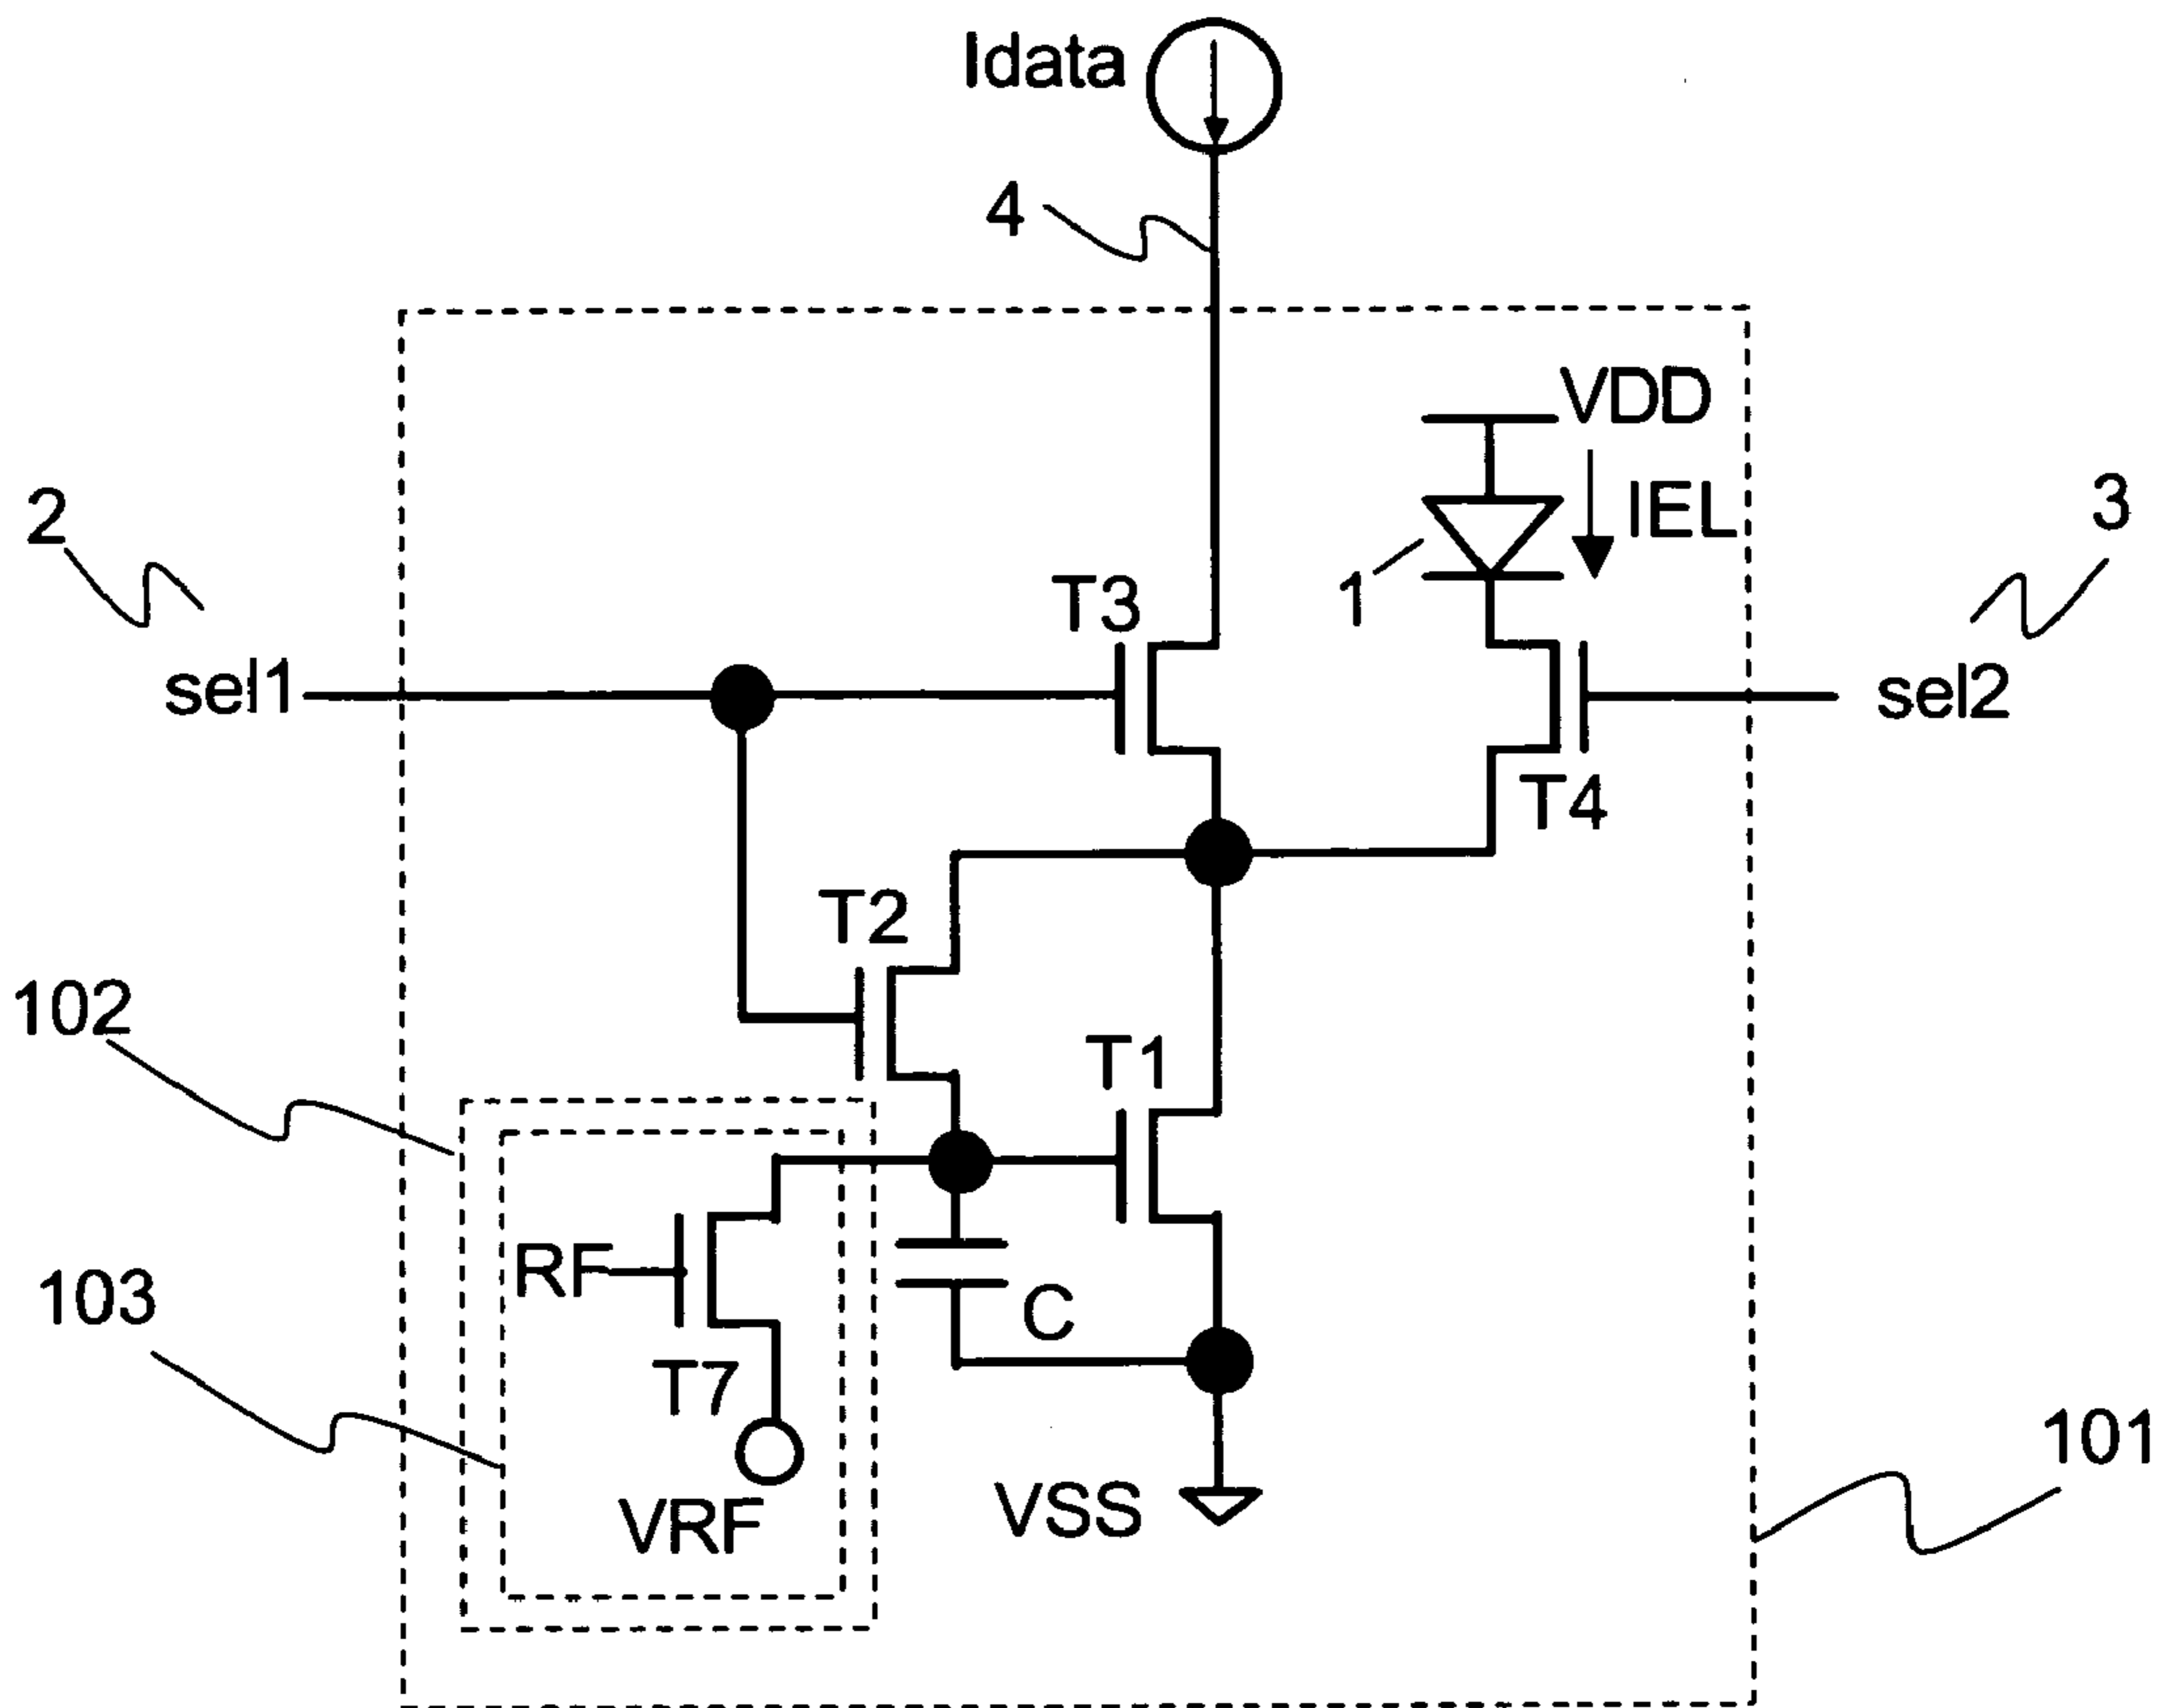 Idata
4
VDD
IEL
2
3
T3
1
sel1
sel2
T4
T2
102
T1
RF
103
C
T7
101
VSS
VRF